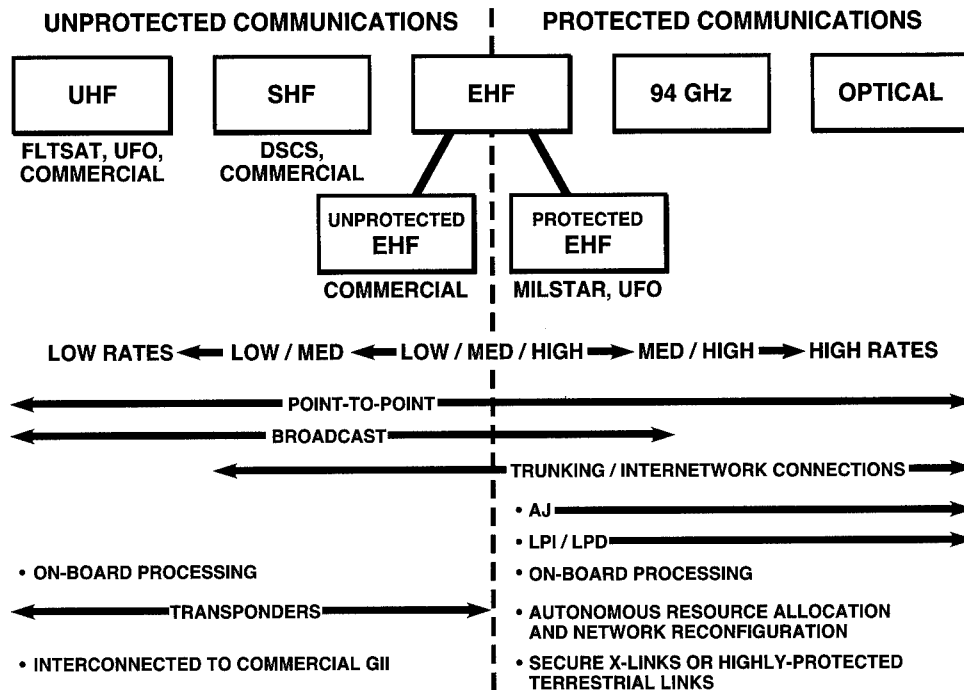 UNPROTECTED COMMUNICATIONS
PROTECTED COMMUNICATIONS
UHF
SHF
EHF
94 GHz
OPTICAL
FLTSAT, UFO,
COMMERCIAL
DSCS,
COMMERCIAL
UNPROTECTED
EHF
PROTECTED
EHF
COMMERCIAL
MILSTAR, UFO
LOW RATES
LOW / MED
LOW / MED / HIGH
MED / HIGH
HIGH RATES
POINT-TO-POINT
BROADCAST
TRUNKING / INTERNETWORK CONNECTIONS
• AJ
• LPI / LPD
• ON-BOARD PROCESSING
TRANSPONDERS
• INTERCONNECTED TO COMMERCIAL GII
• ON-BOARD PROCESSING
• AUTONOMOUS RESOURCE ALLOCATION
AND NETWORK RECONFIGURATION
• SECURE X-LINKS OR HIGHLY-PROTECTED
TERRESTRIAL LINKS